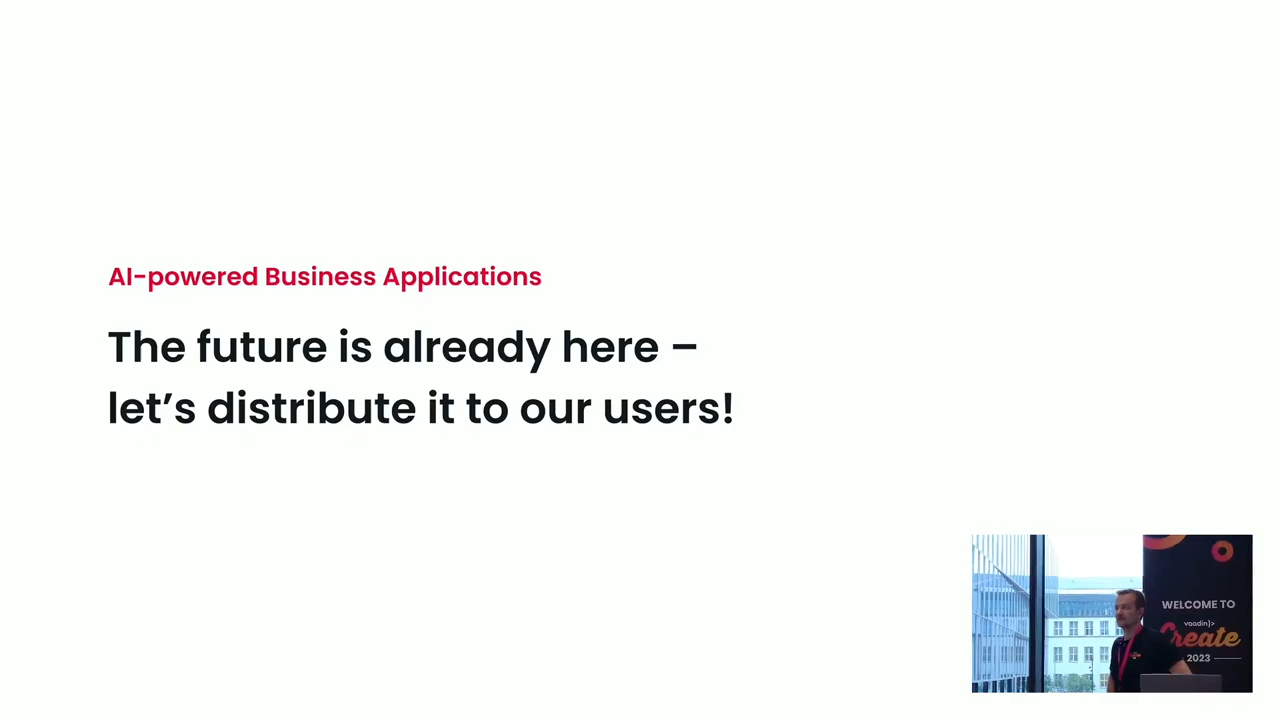 AI-powered Business Applications
The future is already here –
let’s distribute it to our users!
WELCOME TO
vaadin}>
Create
2023